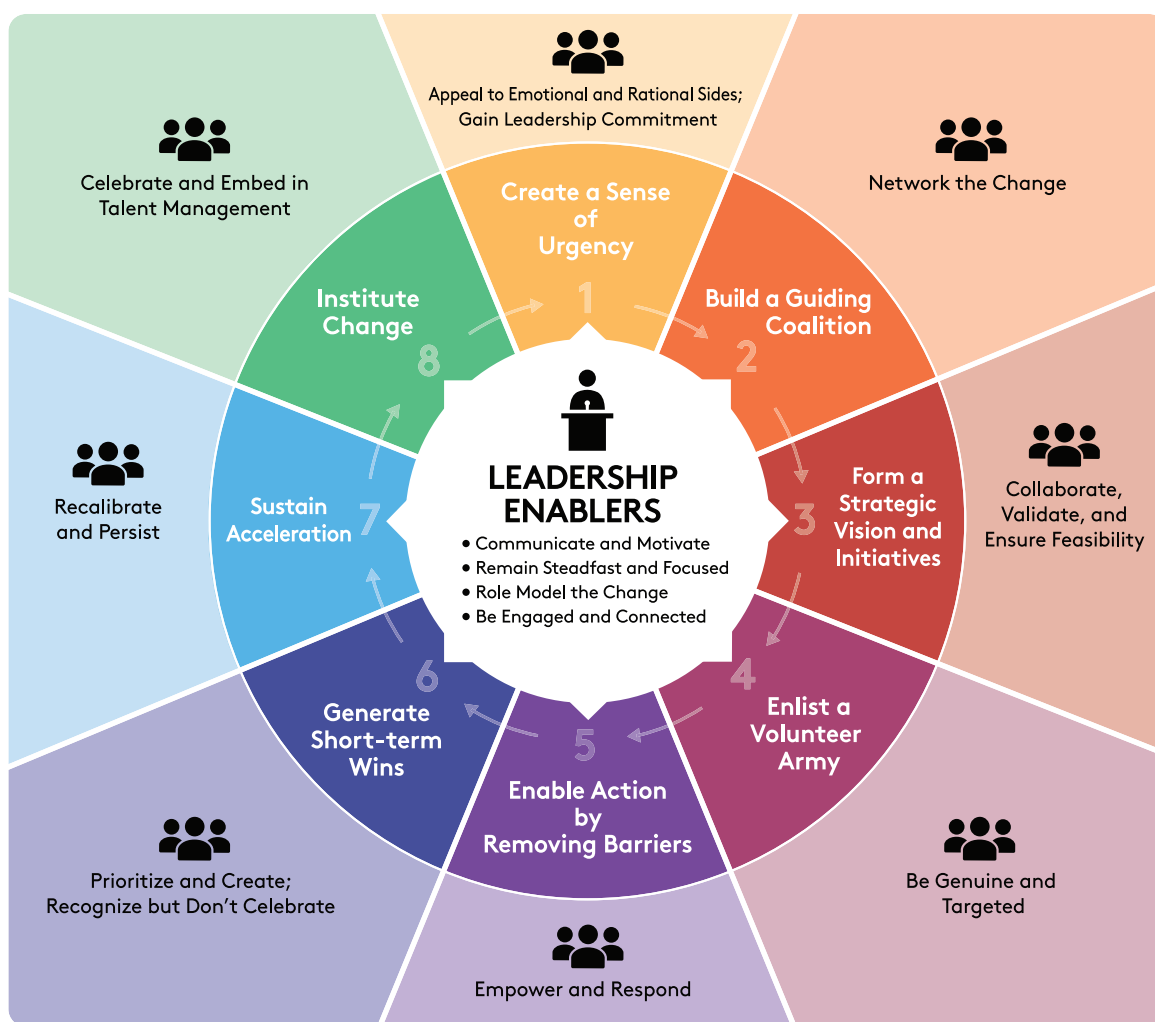 Appeal to Emotional and Rational Sides;
Gain Leadership Commitment
Create a Sense
of
Urgency
1
Network the Change
Build a Guiding
Coalition
2
Collaborate,
Validate, and
Ensure Feasibility
Form a
Strategic
Vision and
Initiatives
3
Be Genuine and
Targeted
Enlist a
Volunteer
Army
4
Empower and Respond
Enable Action
by
Removing Barriers
5
Prioritize and Create;
Recognize but Don’t Celebrate
Generate
Short-term
Wins
6
Recalibrate
and Persist
Sustain
Acceleration
7
Celebrate and Embed in
Talent Management
Institute
Change
8
LEADERSHIP
ENABLERS
• Communicate and Motivate
• Remain Steadfast and Focused
• Role Model the Change
• Be Engaged and Connected